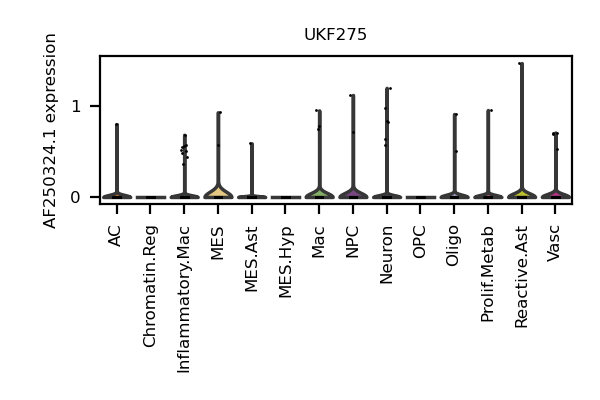 UKF275
AF250324.1 expression
1
0
AC
Chromatin.Reg
Inflammatory.Mac
MES
MES.Ast
MES.Hyp
Mac
NPC
Neuron
OPC
Oligo
Prolif.Metab
Reactive.Ast
Vasc